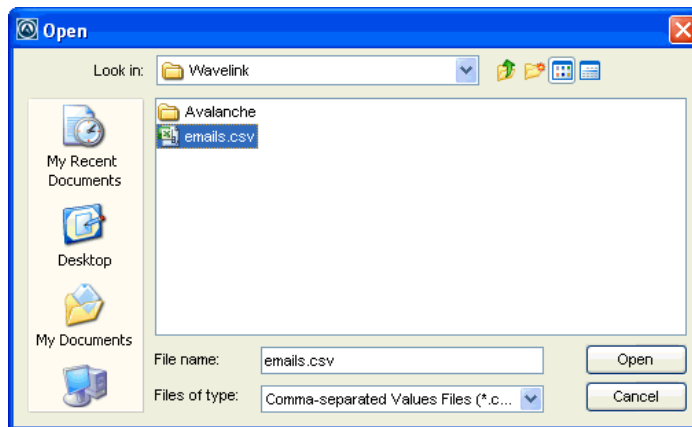 Open
Look in: Wavelink
Avalanche
emails.csv
My Recent
Documents
Desktop
My Documents
File name: emails.csv Open
Files of type: Comma-separated Values Files (*.c... Cancel